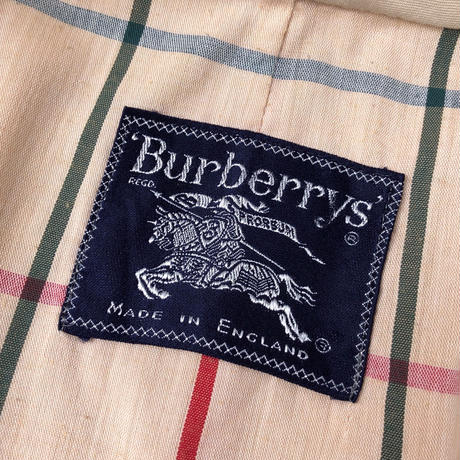 'Burberrys®
REGD.
PRORSUM
MADE IN ENGLAND ®